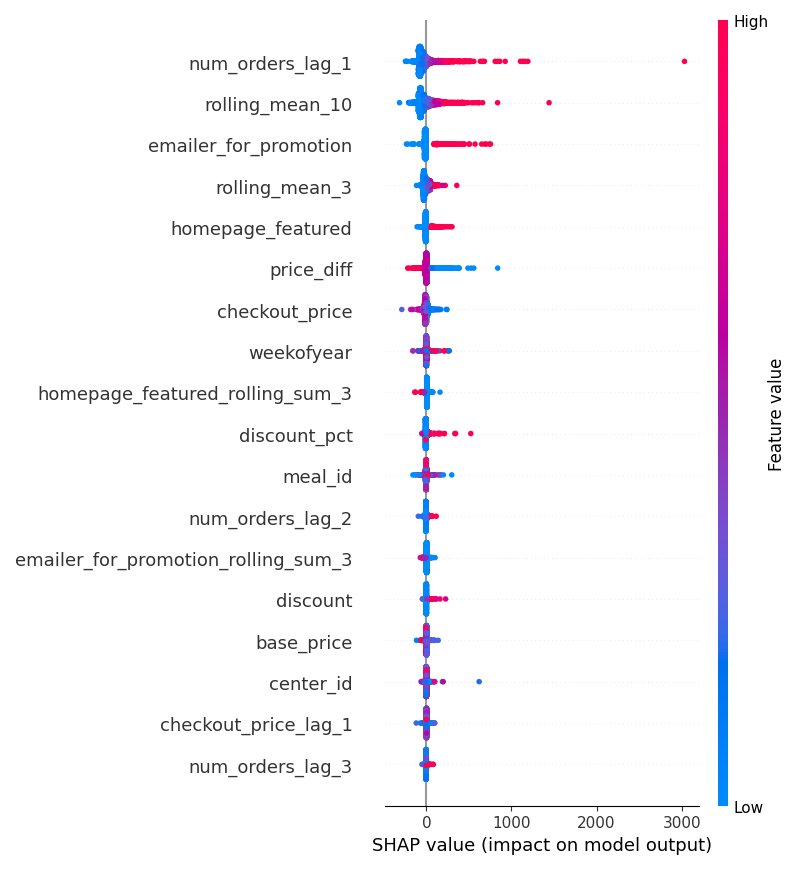 High
num_orders_lag_1
rolling_mean_10
emailer_for_promotion
rolling_mean_3
homepage_featured
price_diff
checkout_price
weekofyear
homepage_featured_rolling_sum_3
discount_pct
meal_id
num_orders_lag_2
emailer_for_promotion_rolling_sum_3
discount
base_price
center_id
checkout_price_lag_1
num_orders_lag_3
Feature value
Low
0 1000 2000 3000
SHAP value (impact on model output)